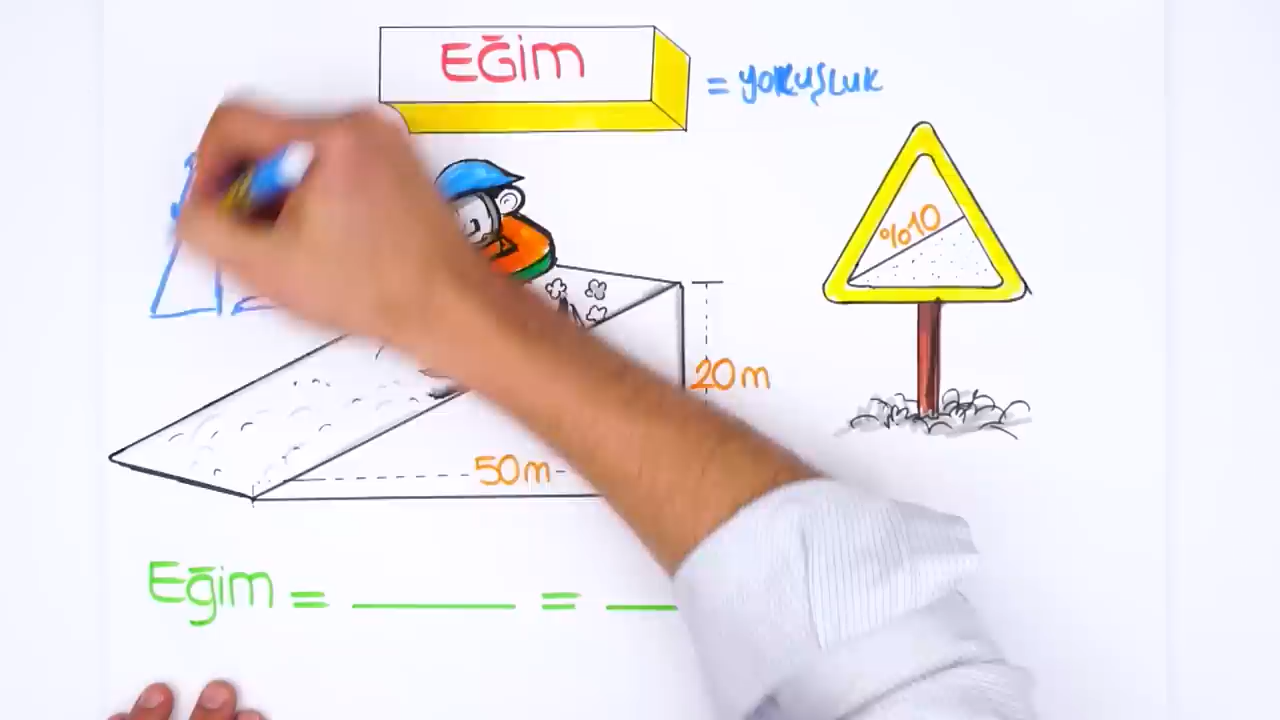 EĞİM
= yokuşluk
%10
20m
50m
Eğim = =